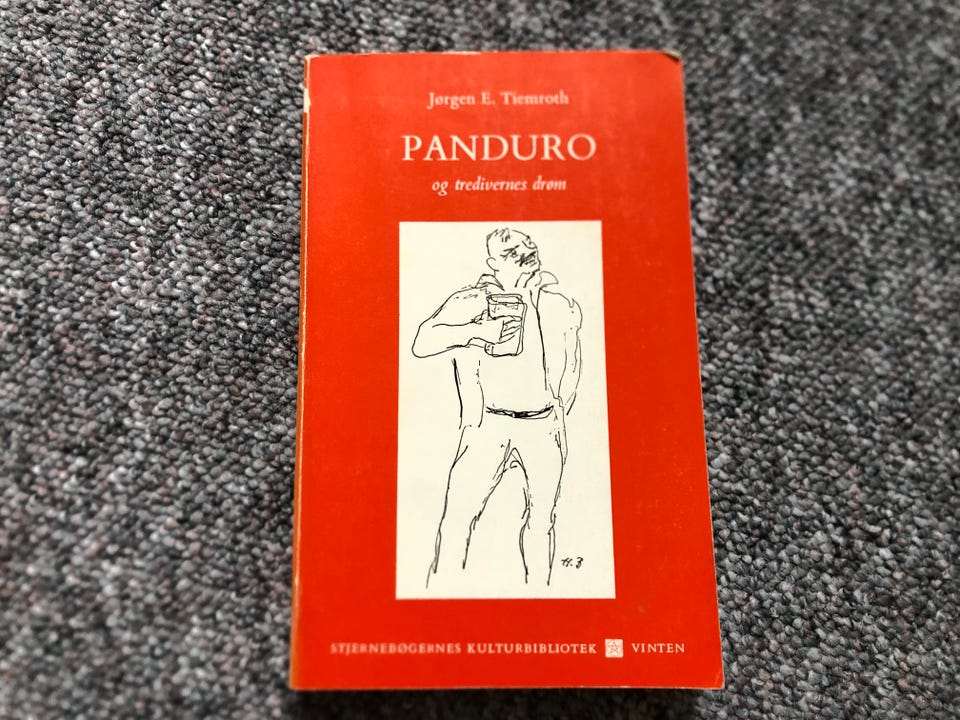 Jørgen E. Tiemroth
PANDURO
og tredivernes drøm
H.B
STJERNEBØGERNES KULTURBIBLIOTEK VINTEN